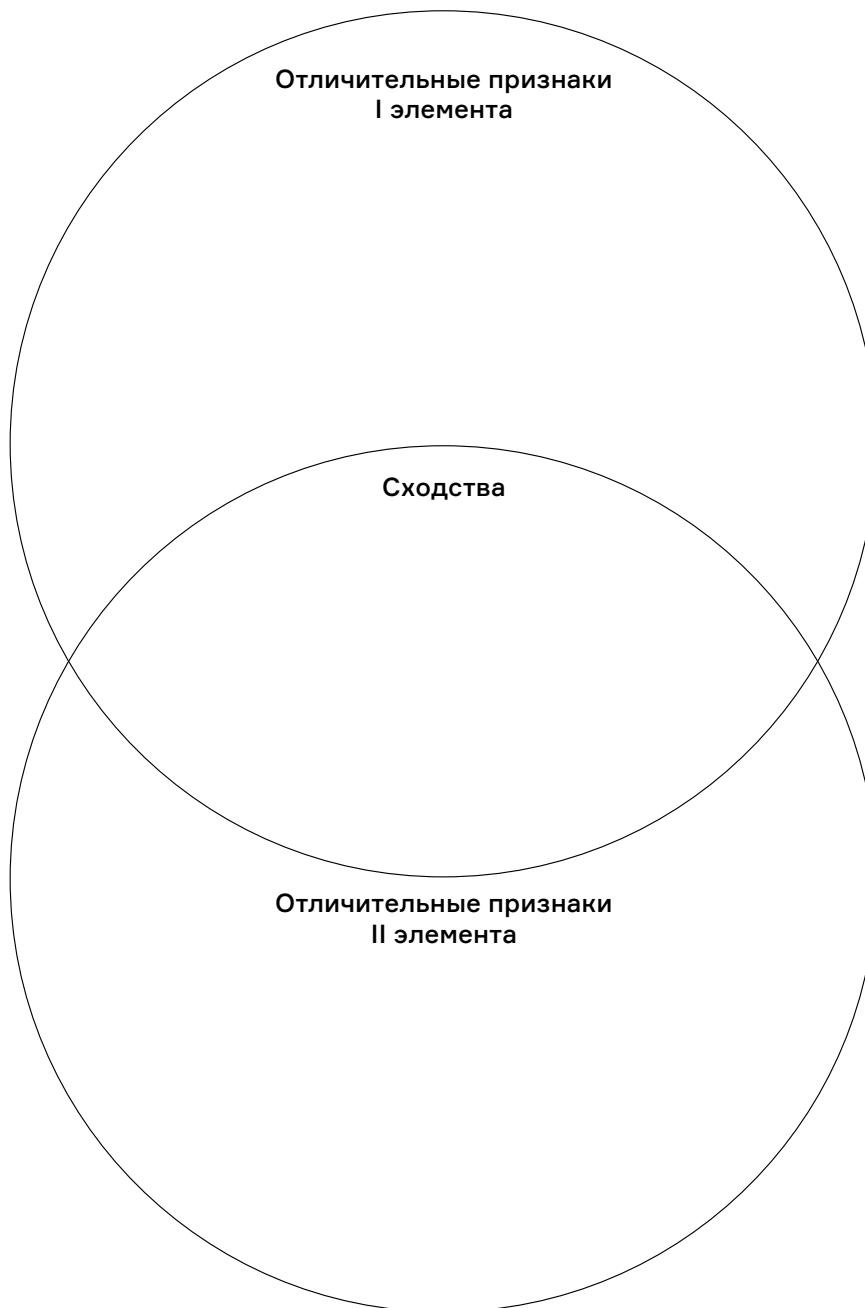 Отличительные признаки
I элемента
Сходства
Отличительные признаки
II элемента